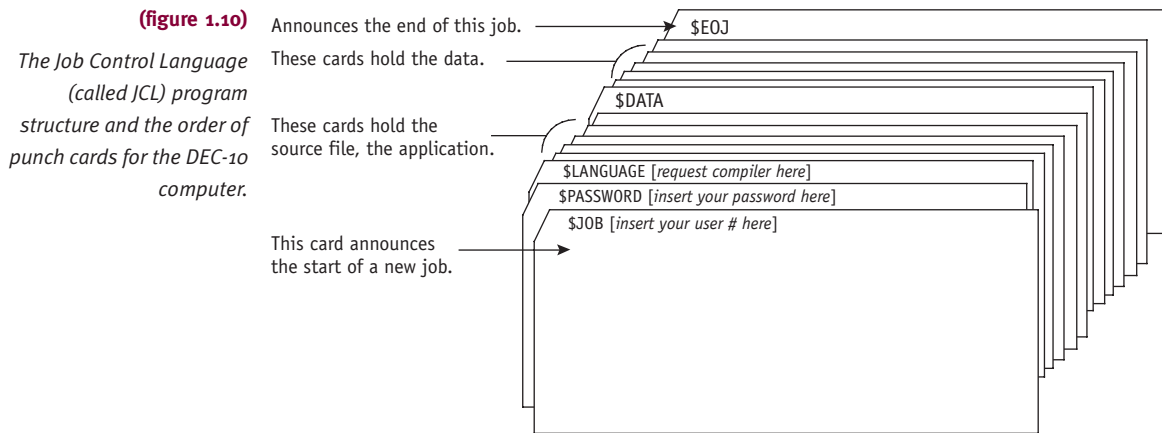 (figure 1.10)
The Job Control Language
(called JCL) program
structure and the order of
punch cards for the DEC-10
computer.
Announces the end of this job.
These cards hold the data.
These cards hold the
source file, the application.
This card announces
the start of a new job.
$EOJ
$DATA
$LANGUAGE [request compiler here]
$PASSWORD [insert your password here]
$JOB [insert your user # here]